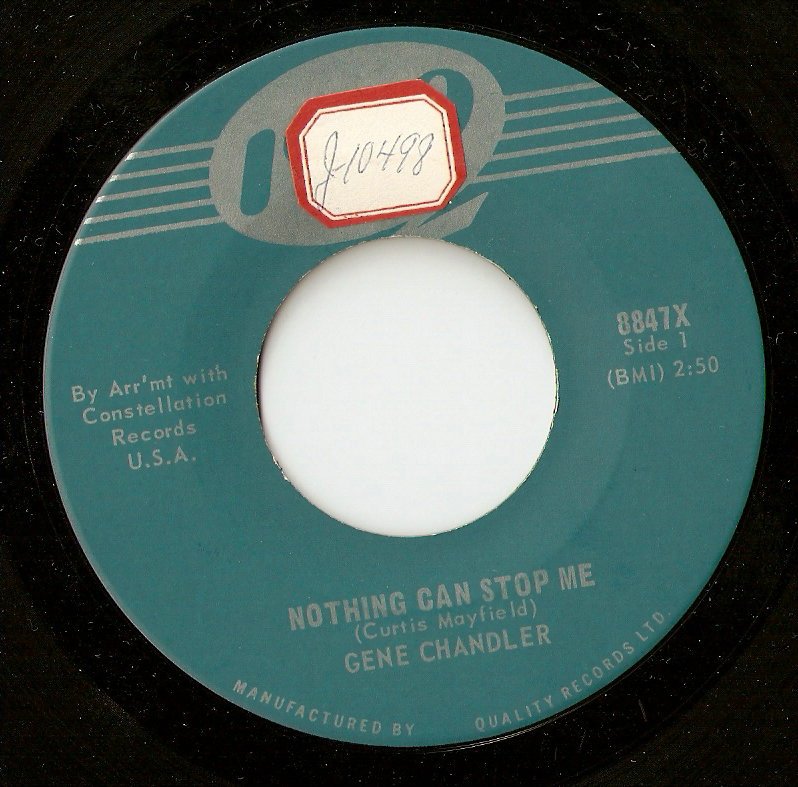 J-10498
8847X
Side 1
(BMI) 2:50
By Arr'mt with
Constellation
Records
U.S.A.
NOTHING CAN STOP ME
(Curtis Mayfield)
GENE CHANDLER
MANUFACTURED BY QUALITY RECORDS LTD.